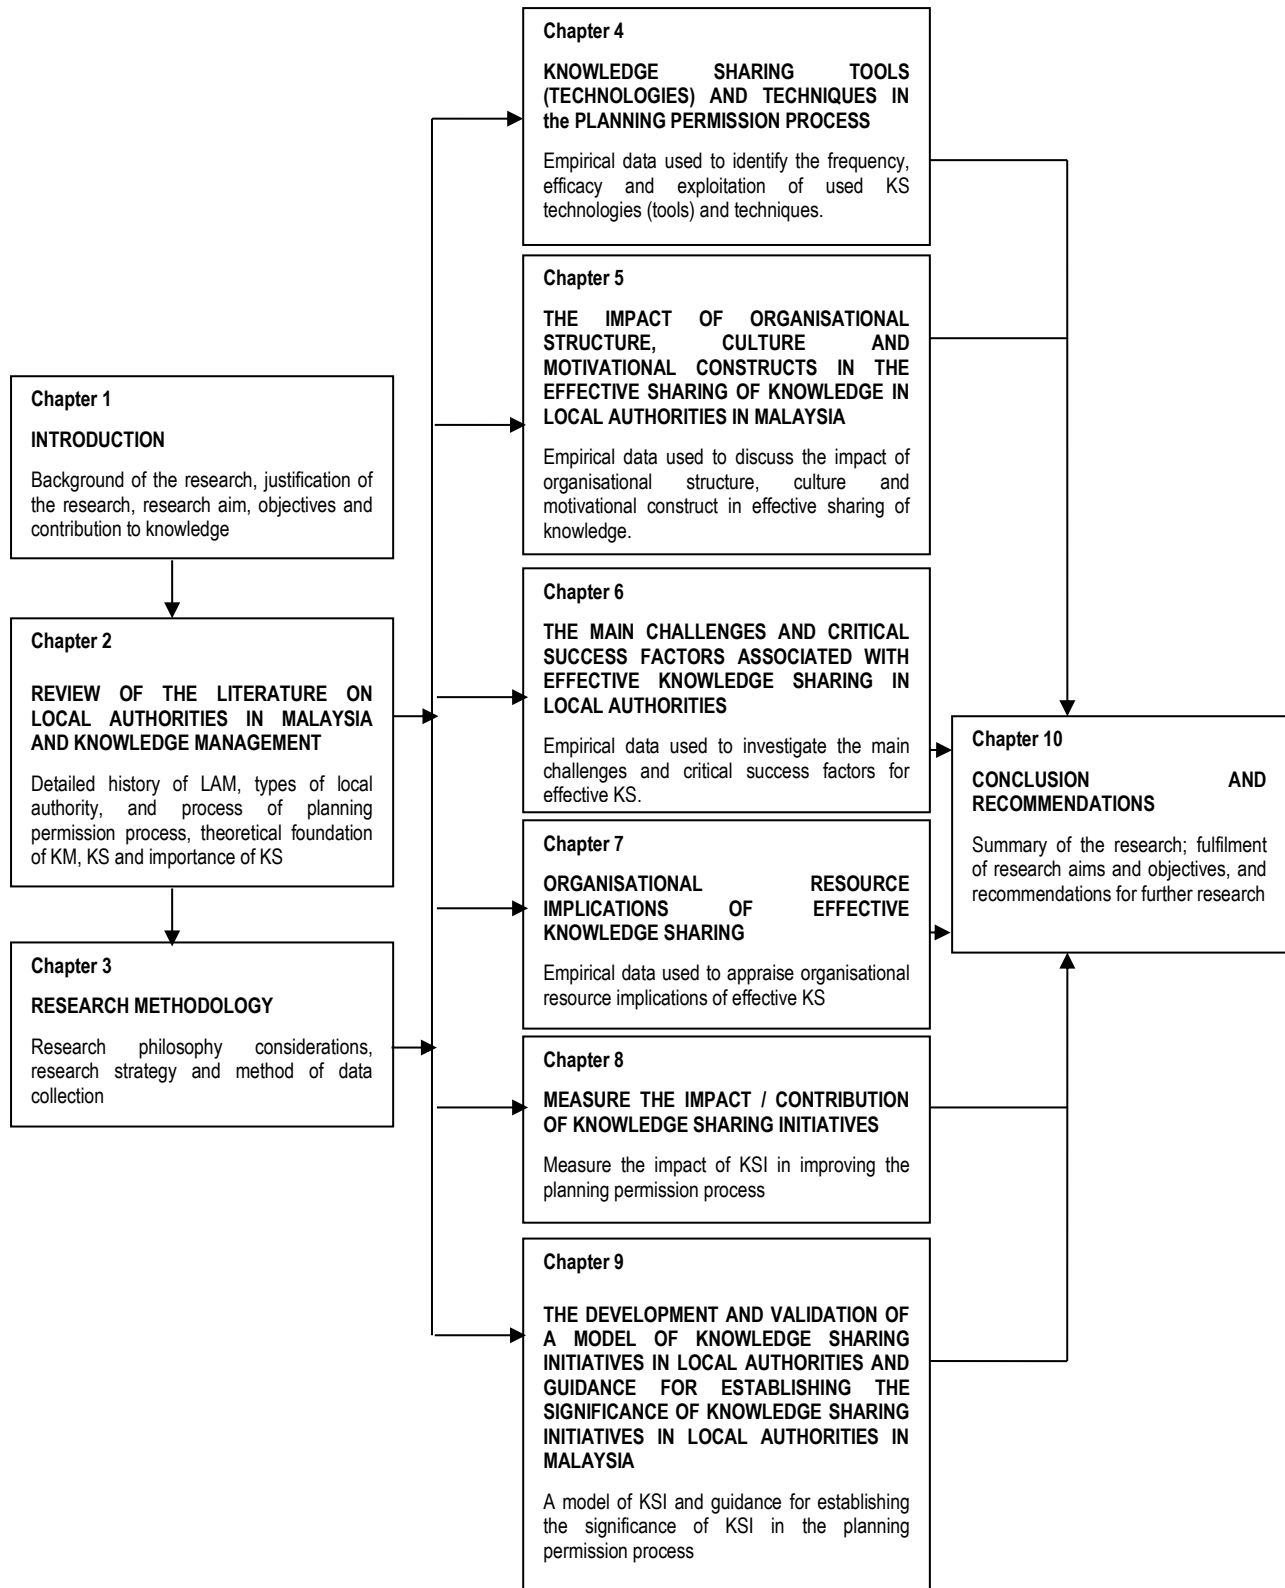 Chapter 1
INTRODUCTION
Background of the research, justification of
the research, research aim, objectives and
contribution to knowledge
Chapter 2
REVIEW OF THE LITERATURE ON
LOCAL AUTHORITIES IN MALAYSIA
AND KNOWLEDGE MANAGEMENT
Detailed history of LAM, types of local
authority, and process of planning
permission process, theoretical foundation
of KM, KS and importance of KS
Chapter 3
RESEARCH METHODOLOGY
Research philosophy considerations,
research strategy and method of data
collection
Chapter 4
KNOWLEDGE SHARING TOOLS
(TECHNOLOGIES) AND TECHNIQUES IN
the PLANNING PERMISSION PROCESS
Empirical data used to identify the frequency,
efficacy and exploitation of used KS
technologies (tools) and techniques.
Chapter 5
THE IMPACT OF ORGANISATIONAL
STRUCTURE, CULTURE AND
MOTIVATIONAL CONSTRUCTS IN THE
EFFECTIVE SHARING OF KNOWLEDGE IN
LOCAL AUTHORITIES IN MALAYSIA
Empirical data used to discuss the impact of
organisational structure, culture and
motivational construct in effective sharing of
knowledge.
Chapter 6
THE MAIN CHALLENGES AND CRITICAL
SUCCESS FACTORS ASSOCIATED WITH
EFFECTIVE KNOWLEDGE SHARING IN
LOCAL AUTHORITIES
Empirical data used to investigate the main
challenges and critical success factors for
effective KS.
Chapter 7
ORGANISATIONAL RESOURCE
IMPLICATIONS OF EFFECTIVE
KNOWLEDGE SHARING
Empirical data used to appraise organisational
resource implications of effective KS
Chapter 8
MEASURE THE IMPACT / CONTRIBUTION
OF KNOWLEDGE SHARING INITIATIVES
Measure the impact of KSI in improving the
planning permission process
Chapter 9
THE DEVELOPMENT AND VALIDATION OF
A MODEL OF KNOWLEDGE SHARING
INITIATIVES IN LOCAL AUTHORITIES AND
GUIDANCE FOR ESTABLISHING THE
SIGNIFICANCE OF KNOWLEDGE SHARING
INITIATIVES IN LOCAL AUTHORITIES IN
MALAYSIA
A model of KSI and guidance for establishing
the significance of KSI in the planning
permission process
Chapter 10
CONCLUSION AND
RECOMMENDATIONS
Summary of the research; fulfilment
of research aims and objectives, and
recommendations for further research